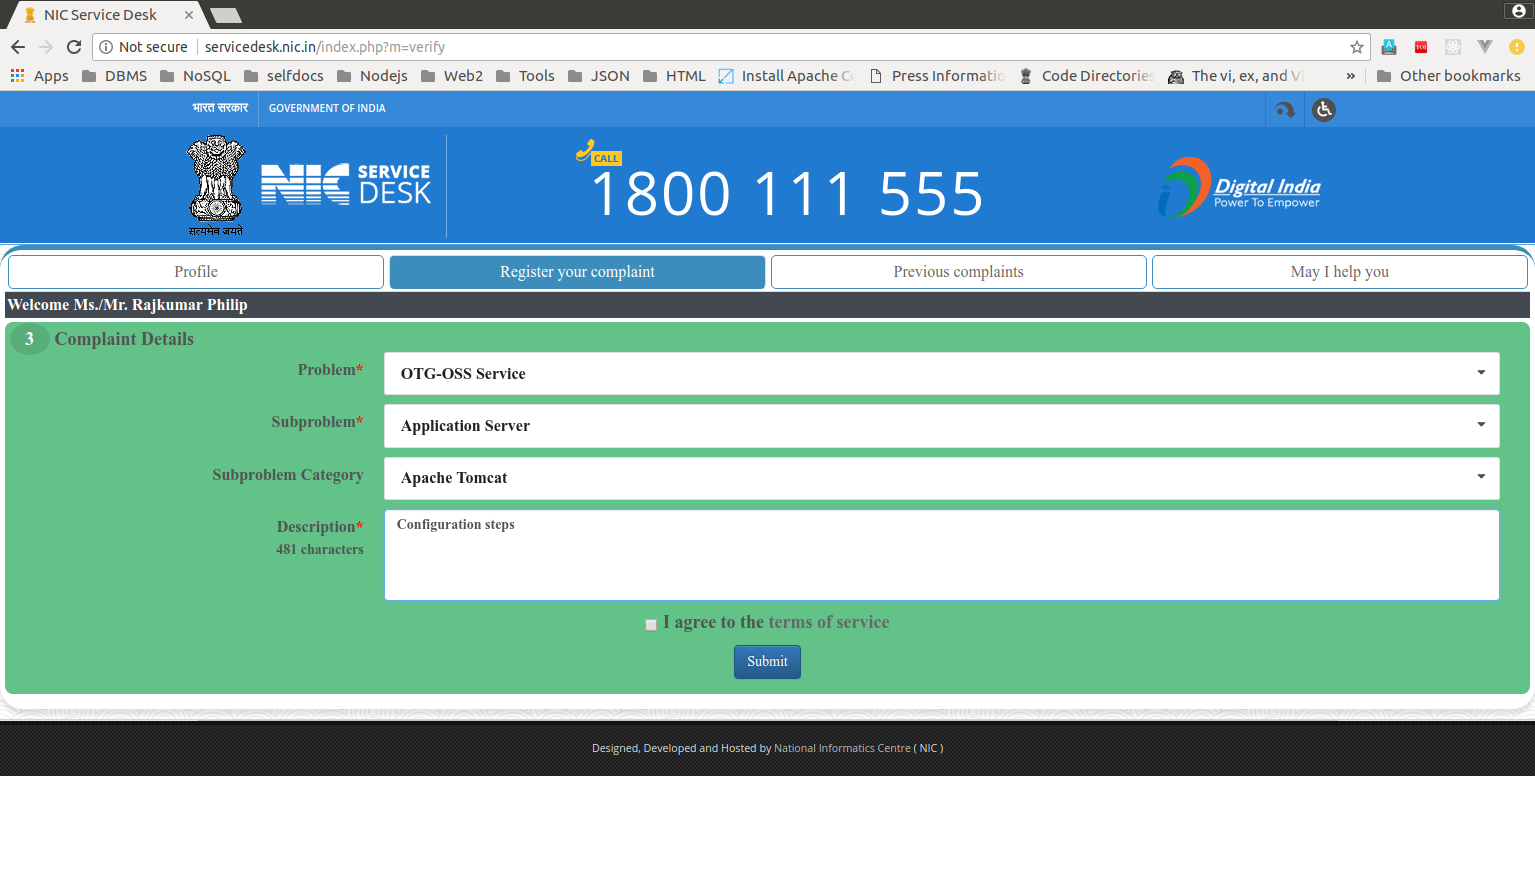 NIC Service Desk
Not secure servicedesk.nic.in/index.php?m=verify
Apps DBMS NoSQL selfdocs Nodejs Web2 Tools JSON HTML Install Apache Press Informatio Code Directories The vi, ex, and » Other bookmarks
भारत सरकार GOVERNMENT OF INDIA
सत्यमेव जयते
NIC SERVICE DESK
CALL
1800 111 555
Digital India
Power To Empower
Profile Register your complaint Previous complaints May I help you
Welcome Ms./Mr. Rajkumar Philip
3 Complaint Details
Problem* OTG-OSS Service
Subproblem* Application Server
Subproblem Category Apache Tomcat
Description* Configuration steps
481 characters
I agree to the terms of service
Submit
Designed, Developed and Hosted by National Informatics Centre ( NIC )